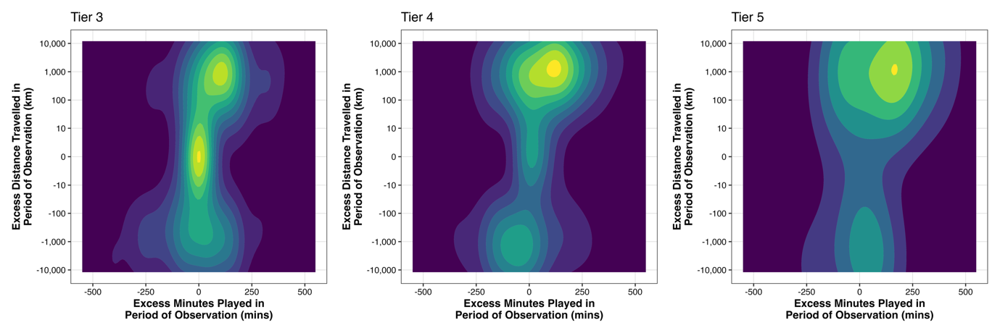 Tier 3
Excess Distance Travelled in
Period of Observation (km)
10,000
1,000
100
10
0
-10
-100
-1,000
-10,000
-500 -250 0 250 500
Excess Minutes Played in
Period of Observation (mins)
Tier 4
Excess Distance Travelled in
Period of Observation (km)
10,000
1,000
100
10
0
-10
-100
-1,000
-10,000
-500 -250 0 250 500
Excess Minutes Played in
Period of Observation (mins)
Tier 5
Excess Distance Travelled in
Period of Observation (km)
10,000
1,000
100
10
0
-10
-100
-1,000
-10,000
-500 -250 0 250 500
Excess Minutes Played in
Period of Observation (mins)